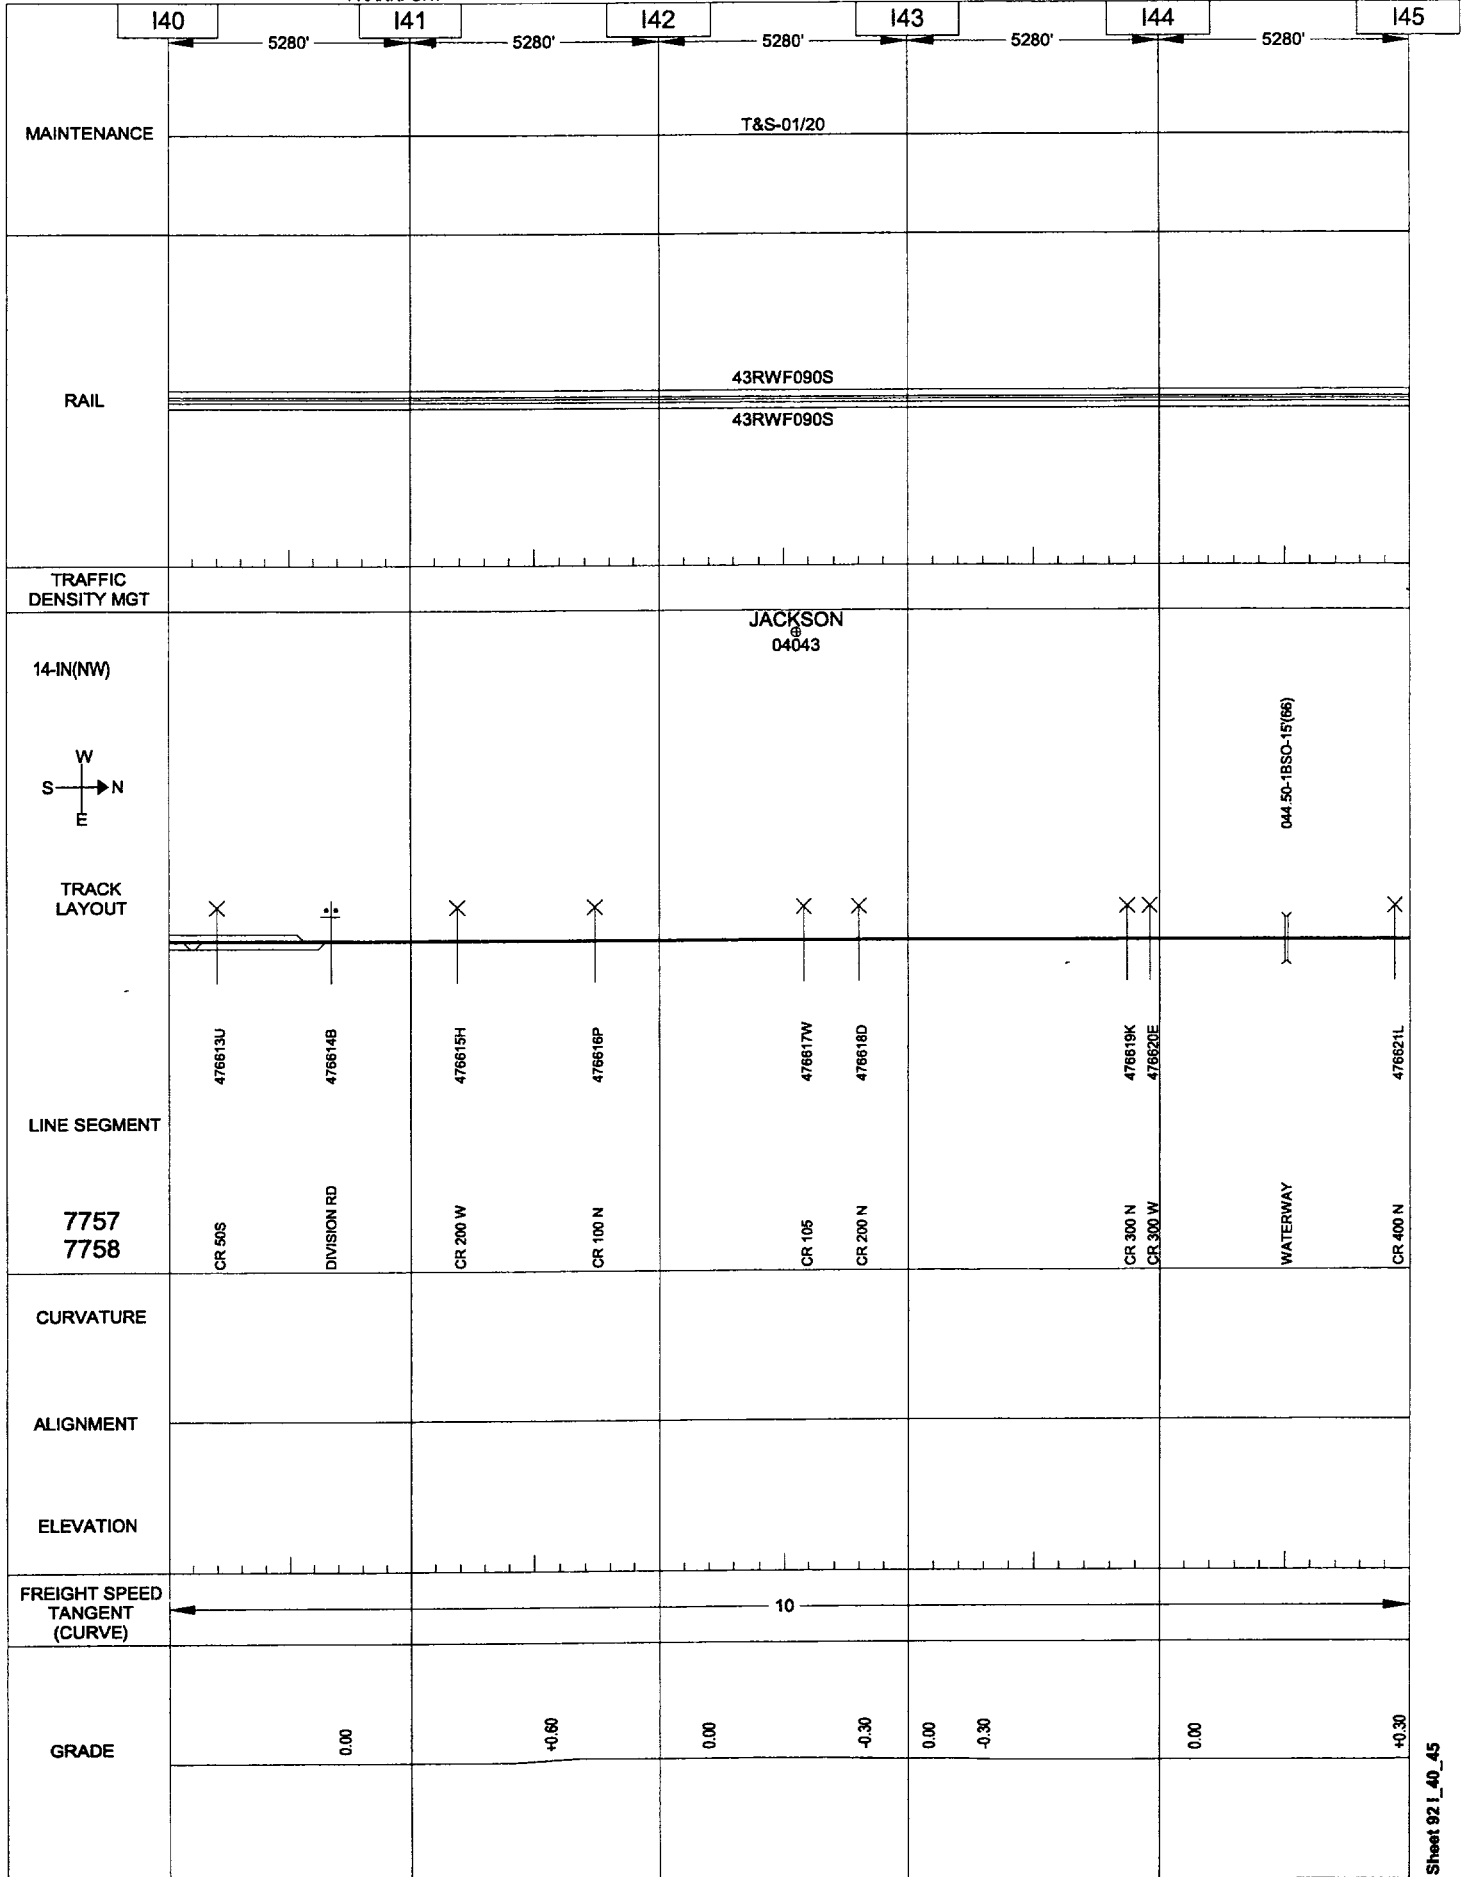 I40 I41 I42 I43 I44 I45
5280' 5280' 5280' 5280' 5280'
MAINTENANCE
T&S-01/20
RAIL
43RWF090S
43RWF090S
TRAFFIC
DENSITY MGT
JACKSON
04043
14-IN(NW)
W
S N
E
044.50-1BSO-15'(66)
TRACK
LAYOUT
476613U 476614B 476615H 476616P 476617W 476618D 476619K 476620E 476621L
LINE SEGMENT
7757
7758
CR 50S DIVISION RD CR 200 W CR 100 N CR 105 CR 200 N CR 300 N CR 300 W WATERWAY CR 400 N
CURVATURE
ALIGNMENT
ELEVATION
FREIGHT SPEED
TANGENT
(CURVE)
10
GRADE
0.00 +0.60 0.00 -0.30 0.00 -0.30 0.00 +0.30
Sheet 92 I_40_45